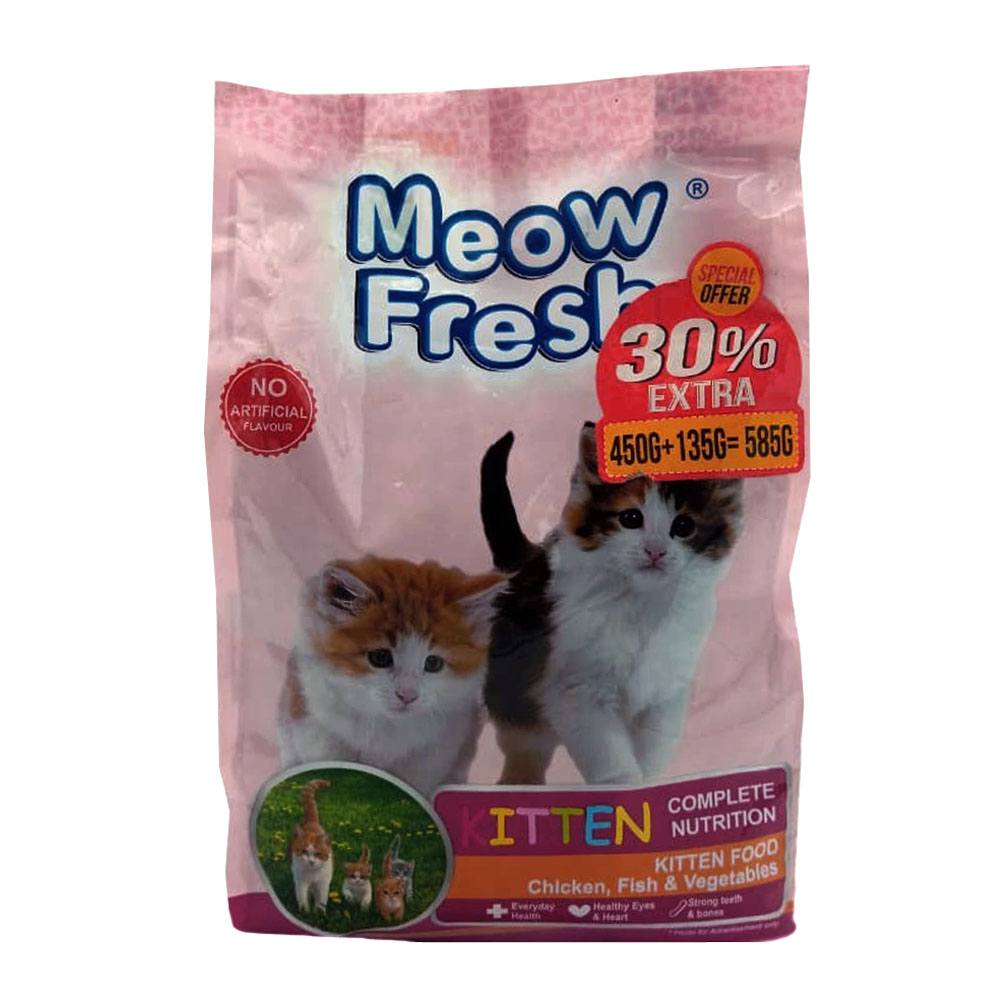 Meow
®
Fresh
SPECIAL
OFFER
30%
EXTRA
450G+135G=585G
NO
ARTIFICIAL
FLAVOUR
KITTEN
COMPLETE
NUTRITION
KITTEN FOOD
Chicken, Fish & Vegetables
Everyday
Health
Healthy Eyes
& Heart
Strong teeth
& bones